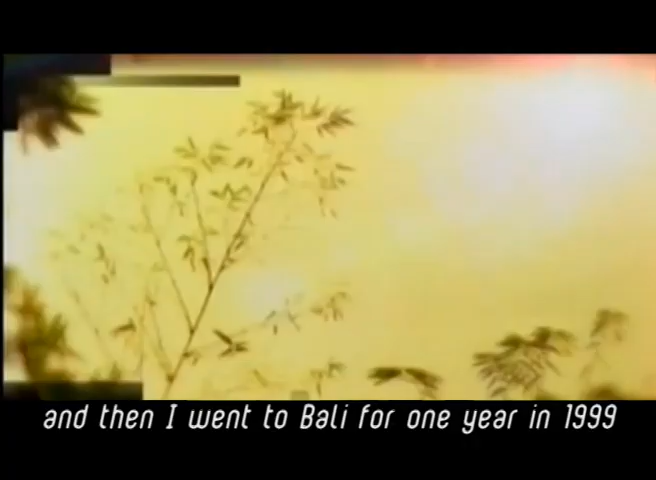 and then I went to Bali for one year in 1999